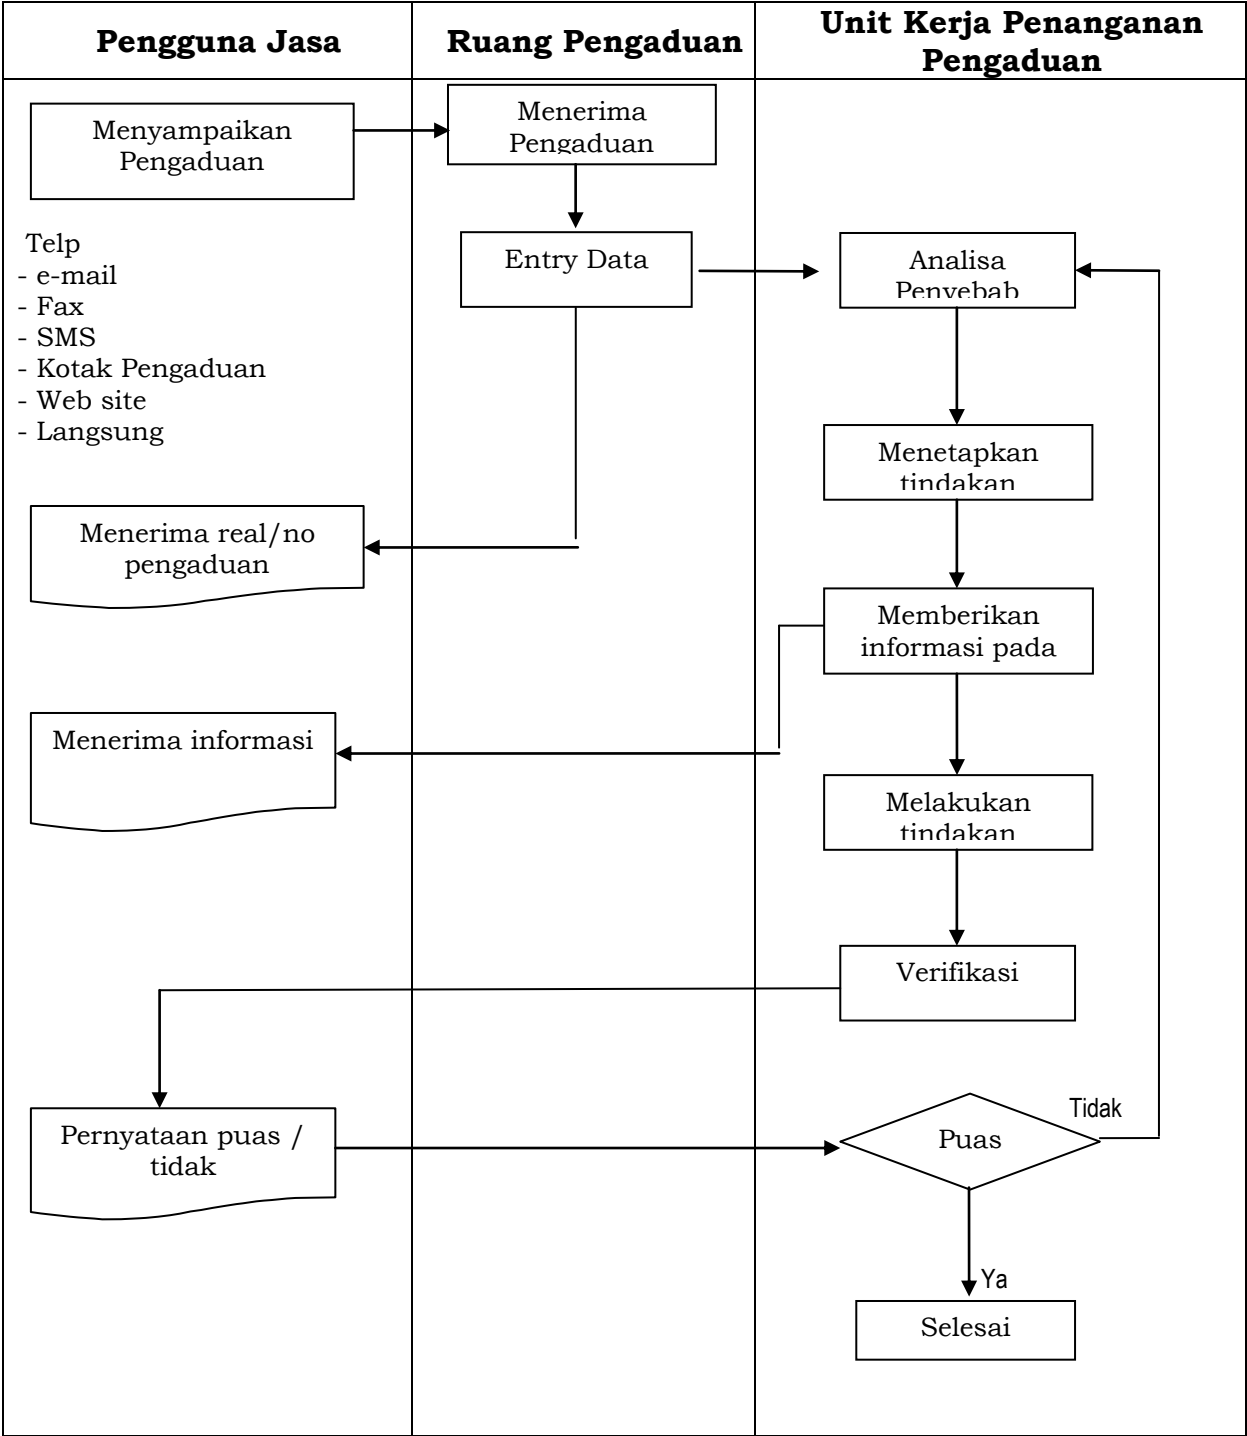 Pengguna Jasa
Ruang Pengaduan
Unit Kerja Penanganan
Pengaduan
Menyampaikan
Pengaduan
Menerima
Pengaduan
Telp
- e-mail
- Fax
- SMS
- Kotak Pengaduan
- Web site
- Langsung
Entry Data
Analisa
Penyebab
Menetapkan
tindakan
Menerima real/no
pengaduan
Memberikan
informasi pada
Menerima informasi
Melakukan
tindakan
Verifikasi
Pernyataan puas /
tidak
Puas
Tidak
Ya
Selesai